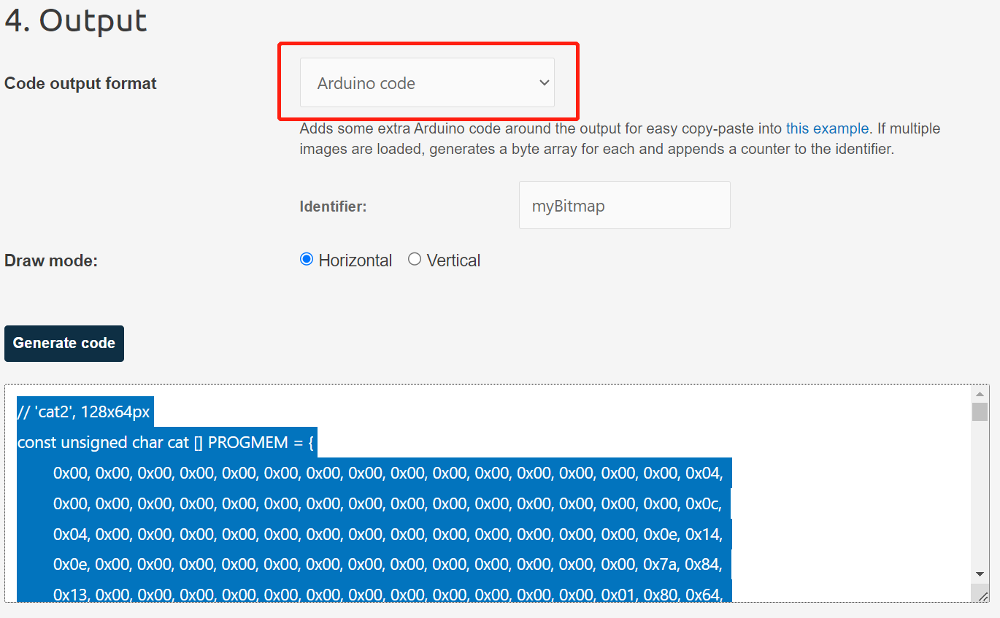 4. Output
Code output format
Arduino code
Adds some extra Arduino code around the output for easy copy-paste into this example. If multiple
images are loaded, generates a byte array for each and appends a counter to the identifier.
Identifier:
myBitmap
Draw mode:
Horizontal
Vertical
Generate code
// 'cat2', 128x64px
const unsigned char cat [] PROGMEM = {
0x00, 0x00, 0x00, 0x00, 0x00, 0x00, 0x00, 0x00, 0x00, 0x00, 0x00, 0x00, 0x00, 0x00, 0x00, 0x04,
0x00, 0x00, 0x00, 0x00, 0x00, 0x00, 0x00, 0x00, 0x00, 0x00, 0x00, 0x00, 0x00, 0x00, 0x00, 0x0c,
0x04, 0x00, 0x00, 0x00, 0x00, 0x00, 0x00, 0x00, 0x00, 0x00, 0x00, 0x00, 0x00, 0x00, 0x0e, 0x14,
0x0e, 0x00, 0x00, 0x00, 0x00, 0x00, 0x00, 0x00, 0x00, 0x00, 0x00, 0x00, 0x00, 0x00, 0x7a, 0x84,
0x13, 0x00, 0x00, 0x00, 0x00, 0x00, 0x00, 0x00, 0x00, 0x00, 0x00, 0x00, 0x00, 0x01, 0x80, 0x64,